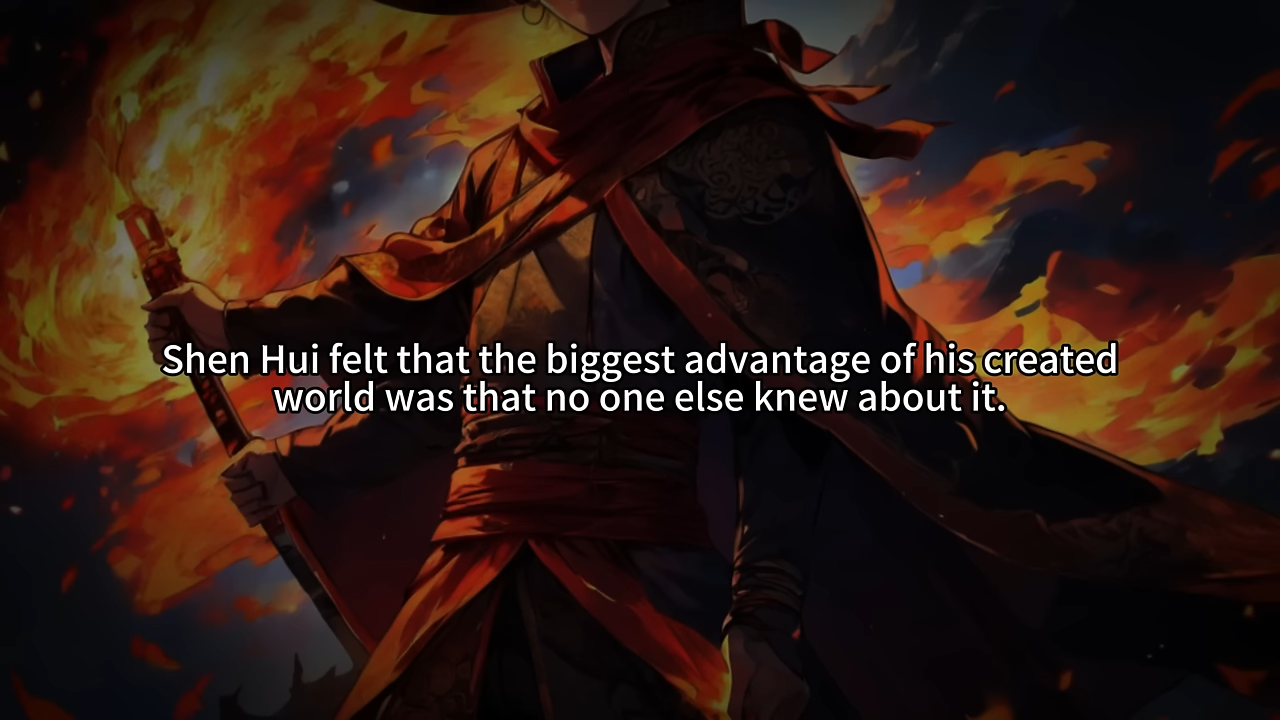 Shen Hui felt that the biggest advantage of his created
world was that no one else knew about it.